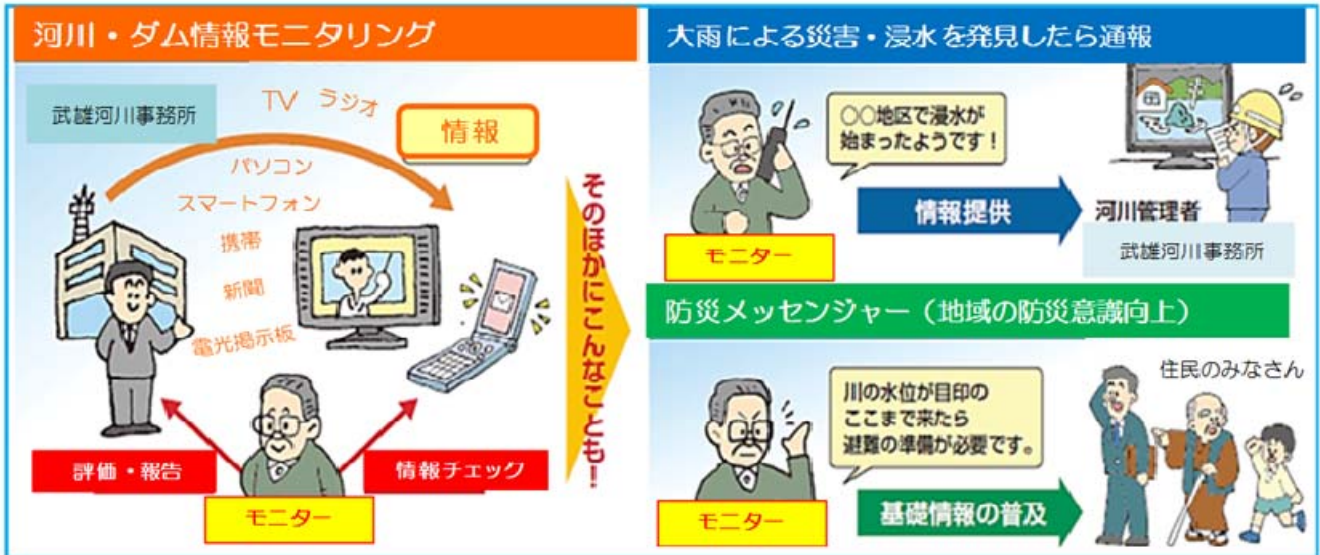 河川・ダム情報モニタリング
武雄河川事務所
TV ラジオ
情報
パソコン
スマートフォン
携帯
新聞
電光掲示板
評価・報告
情報チェック
モニター
そのほかにこんなことも!
大雨による災害・浸水を発見したら通報
○○地区で浸水が
始まったようです!
情報提供
モニター
河川管理者
武雄河川事務所
防災メッセンジャー(地域の防災意識向上)
川の水位が目印の
ここまで来たら
避難の準備が必要です。
住民のみなさん
基礎情報の普及
モニター